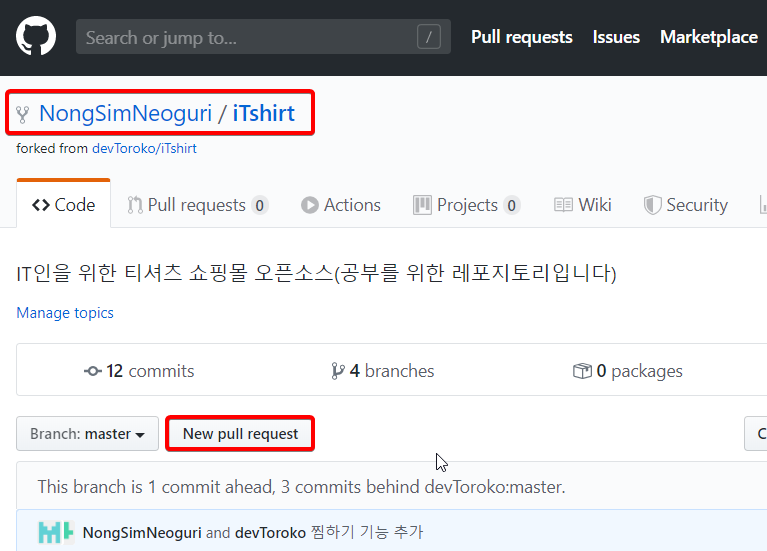 Search or jump to... /
Pull requests Issues Marketplace
NongSimNeoguri / iTshirt
forked from devToroko/iTshirt
<> Code Pull requests 0 Actions Projects 0 Wiki Security
IT인을 위한 티셔츠 쇼핑몰 오픈소스(공부를 위한 레포지토리입니다)
Manage topics
12 commits 4 branches 0 packages
Branch: master New pull request C
This branch is 1 commit ahead, 3 commits behind devToroko:master.
NongSimNeoguri and devToroko 찜하기 기능 추가